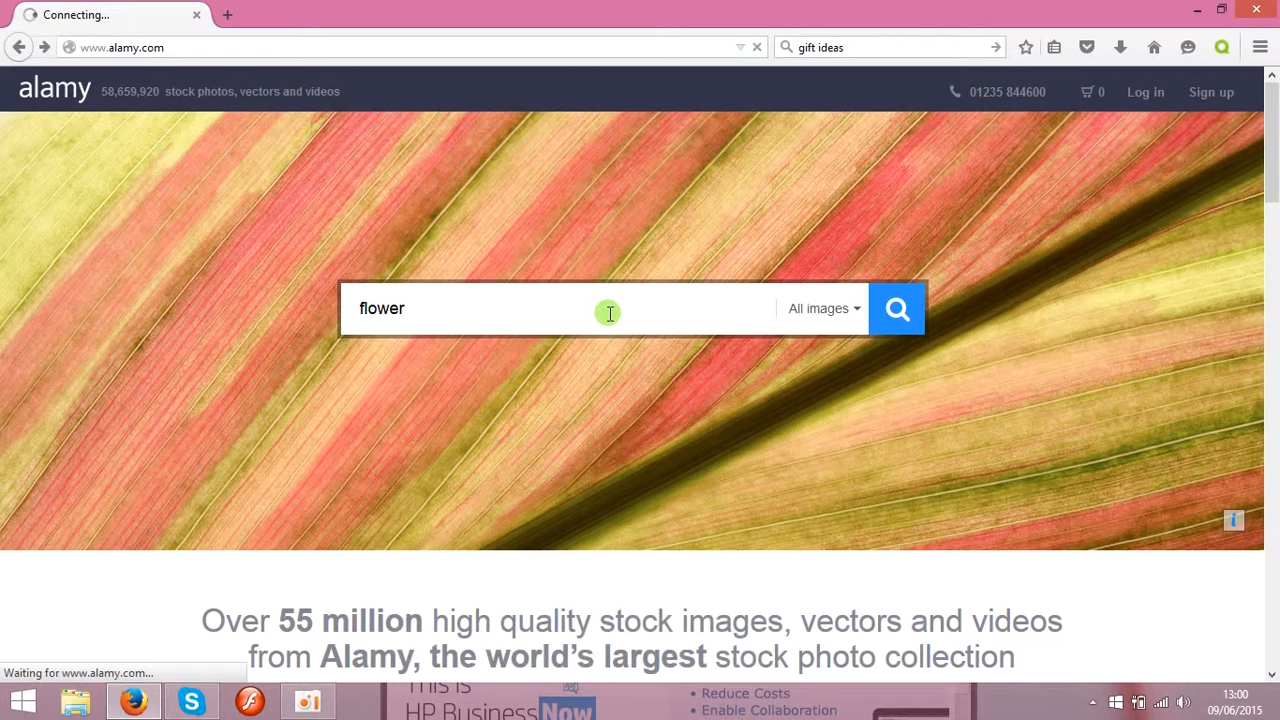 Connecting...
www.alamy.com
gift ideas
alamy 58,659,920 stock photos, vectors and videos
01235 844600 0 Log in Sign up
flower All images
i
Over 55 million high quality stock images, vectors and videos
from Alamy, the world's largest stock photo collection
Waiting for www.alamy.com...
This is
HP Business Now
• Reduce Costs
• Enable Collaboration
13:00
09/06/2015